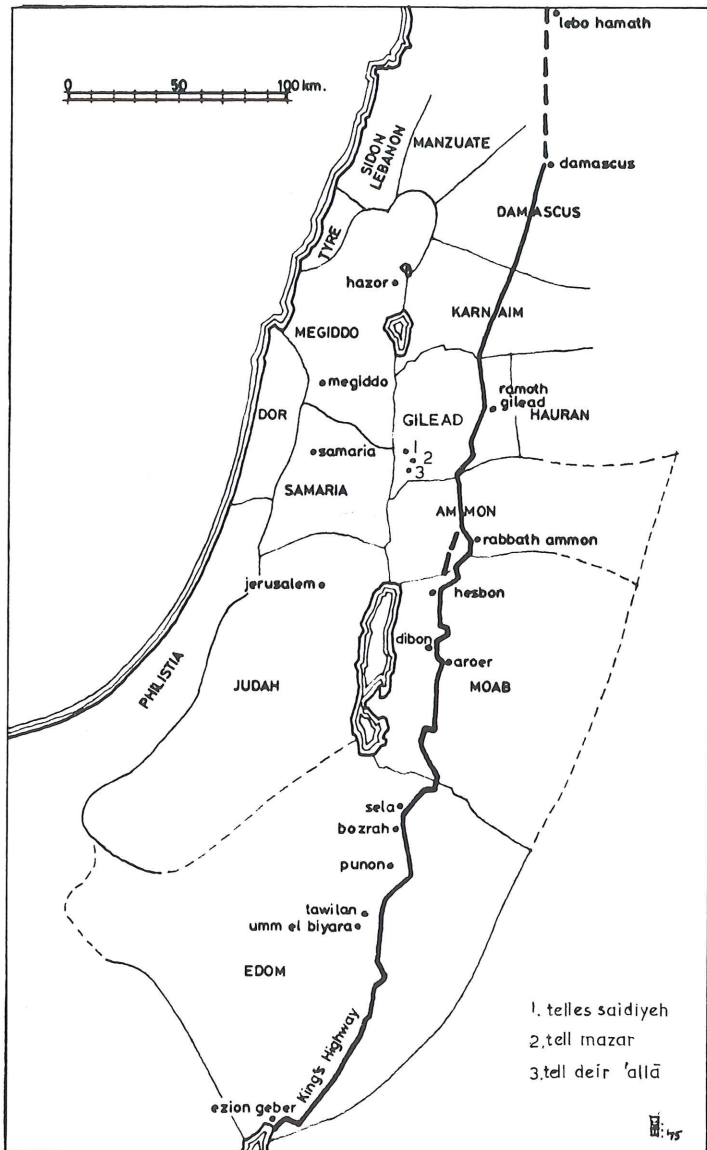 lebo hamath
0 50 100 km.
SIDON
LEBANON
MANZUATE
damascus
DAMASCUS
TYRE
hazor
KARNAIM
MEGIDDO
megiddo
ramoth
gilead
HAURAN
DOR
GILEAD
samaria
1
2
3
SAMARIA
AMMON
rabbath ammon
jerusalem
hesbon
dibon
aroer
PHILISTIA
JUDAH
MOAB
sela
bozrah
punon
tawilan
umm el biyara
EDOM
King's Highway
ezion geber
1. telles saidiyeh
2. tell mazar
3. tell deir 'allā
'75